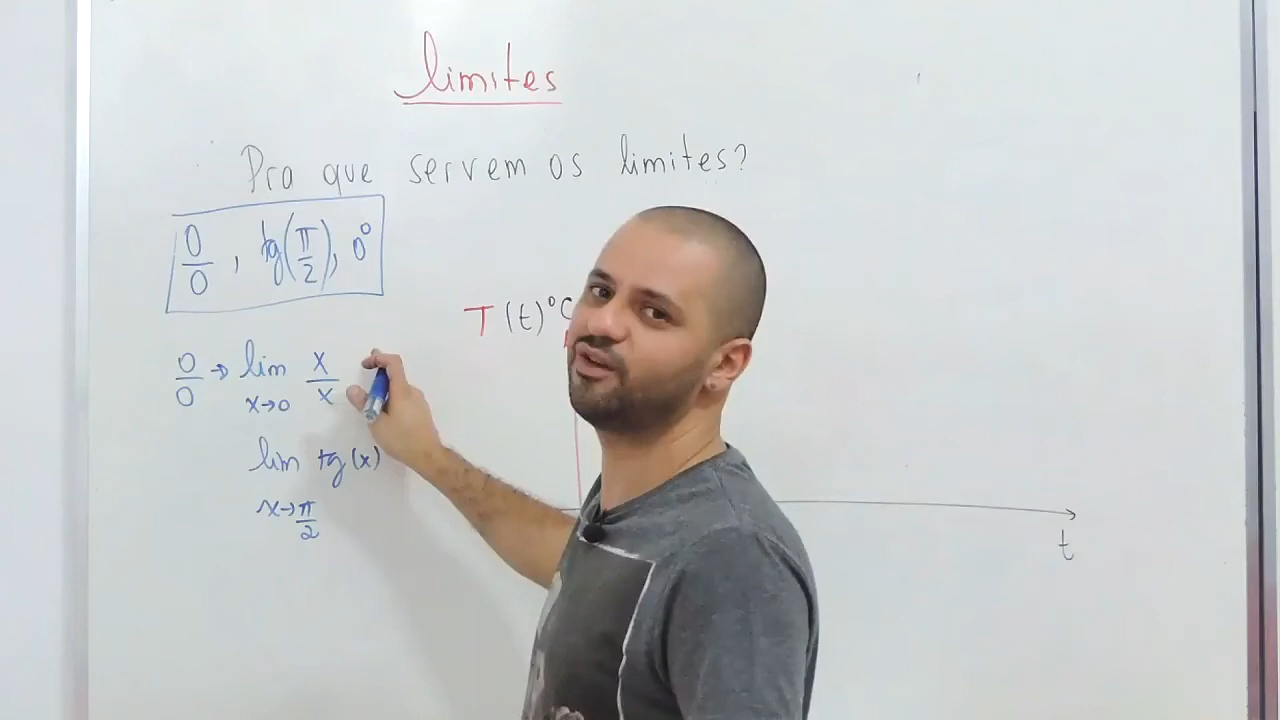 limites
Pra que servem os limites?
0/0 , tg(π/2), 0⁰
T (t) °C
0/0 → lim x→0 x/x
lim x→π/2 tg(x)
t